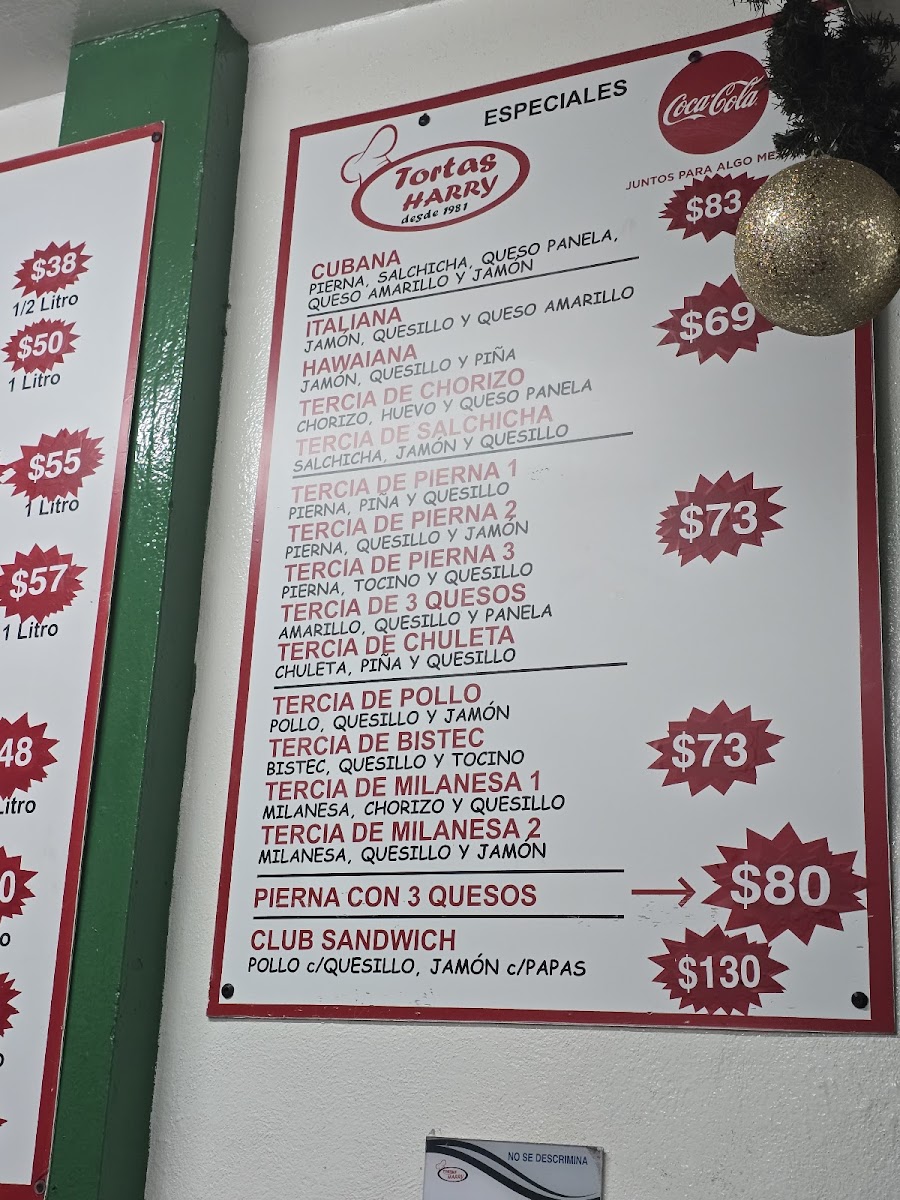 $38
1/2 Litro
$50
1 Litro
$55
1 Litro
$57
1 Litro
48
Litro
0
o
ESPECIALES
Coca-Cola
JUNTOS PARA ALGO
Tortas
HARRY
desde 1981
$83
CUBANA
PIERNA, SALCHICHA, QUESO PANELA,
QUESO AMARILLO Y JAMÓN
ITALIANA
JAMÓN, QUESILLO Y QUESO AMARILLO
$69
HAWAIANA
JAMÓN, QUESILLO Y PIÑA
TERCIA DE CHORIZO
CHORIZO, HUEVO Y QUESO PANELA
TERCIA DE SALCHICHA
SALCHICHA, JAMÓN Y QUESILLO
TERCIA DE PIERNA 1
PIERNA, PIÑA Y QUESILLO
TERCIA DE PIERNA 2
PIERNA, QUESILLO Y JAMÓN
$73
TERCIA DE PIERNA 3
PIERNA, TOCINO Y QUESILLO
TERCIA DE 3 QUESOS
AMARILLO, QUESILLO Y PANELA
TERCIA DE CHULETA
CHULETA, PIÑA Y QUESILLO
TERCIA DE POLLO
POLLO, QUESILLO Y JAMÓN
TERCIA DE BISTEC
BISTEC, QUESILLO Y TOCINO
$73
TERCIA DE MILANESA 1
MILANESA, CHORIZO Y QUESILLO
TERCIA DE MILANESA 2
MILANESA, QUESILLO Y JAMÓN
PIERNA CON 3 QUESOS
$80
CLUB SANDWICH
POLLO c/QUESILLO, JAMÓN c/PAPAS
$130
NO SE DESCRIMINA